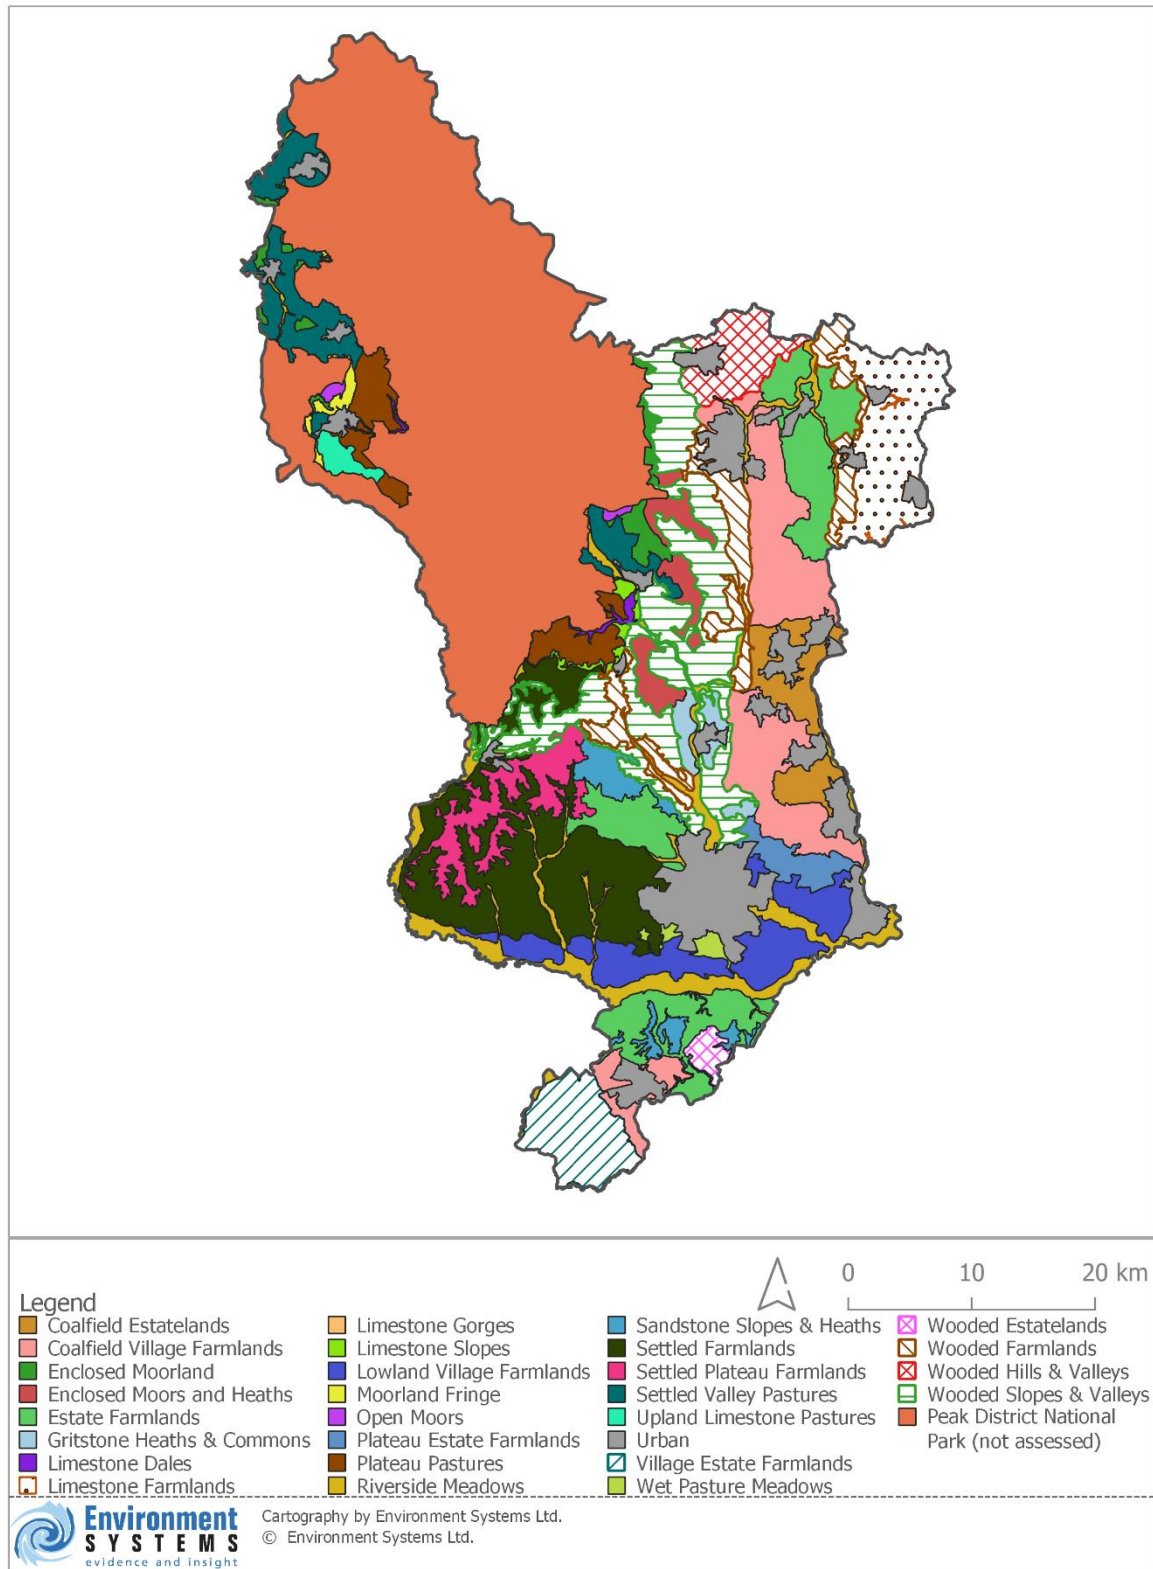 0 10 20 km
Legend
Coalfield Estatelands
Coalfield Village Farmlands
Enclosed Moorland
Enclosed Moors and Heaths
Estate Farmlands
Gritstone Heaths & Commons
Limestone Dales
Limestone Farmlands
Limestone Gorges
Limestone Slopes
Lowland Village Farmlands
Moorland Fringe
Open Moors
Plateau Estate Farmlands
Plateau Pastures
Riverside Meadows
Sandstone Slopes & Heaths
Settled Farmlands
Settled Plateau Farmlands
Settled Valley Pastures
Upland Limestone Pastures
Urban
Village Estate Farmlands
Wet Pasture Meadows
Wooded Estatelands
Wooded Farmlands
Wooded Hills & Valleys
Wooded Slopes & Valleys
Peak District National
Park (not assessed)
Environment
SYSTEMS
evidence and insight
Cartography by Environment Systems Ltd.
© Environment Systems Ltd.